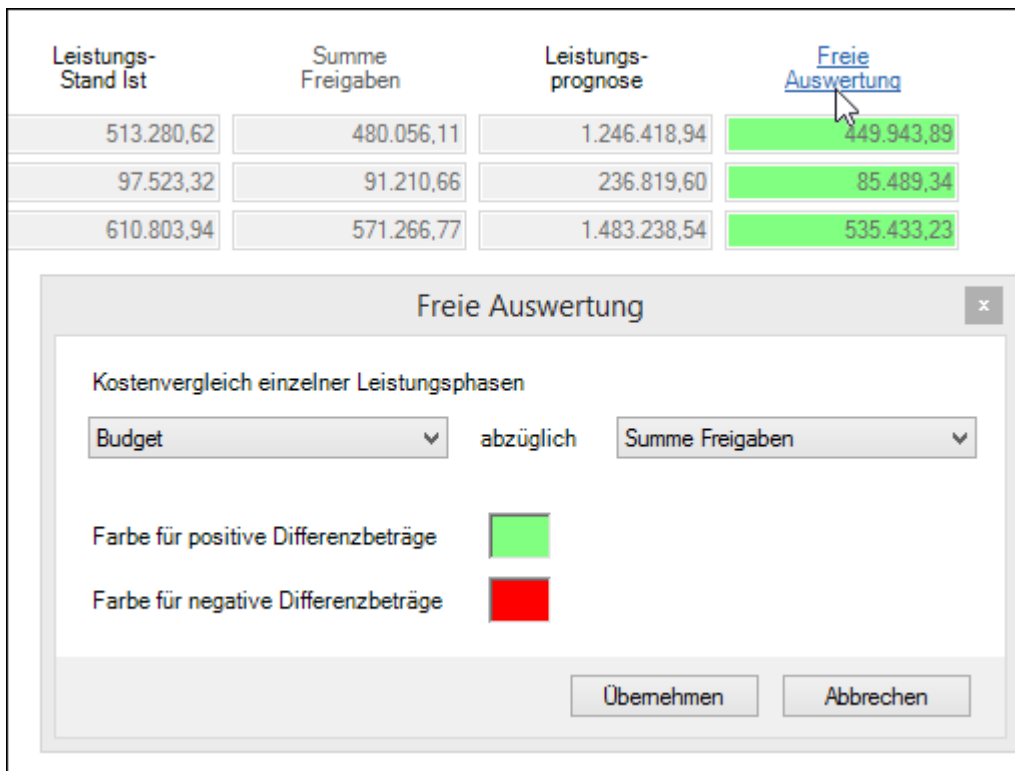 Leistungs-
Stand Ist
Summe
Freigaben
Leistungs-
prognose
Freie
Auswertung
513.280,62 480.056,11 1.246.418,94 449.943,89
97.523,32 91.210,66 236.819,60 85.489,34
610.803,94 571.266,77 1.483.238,54 535.433,23
Freie Auswertung x
Kostenvergleich einzelner Leistungsphasen
Budget abzüglich Summe Freigaben
Farbe für positive Differenzbeträge
Farbe für negative Differenzbeträge
Übernehmen Abbrechen